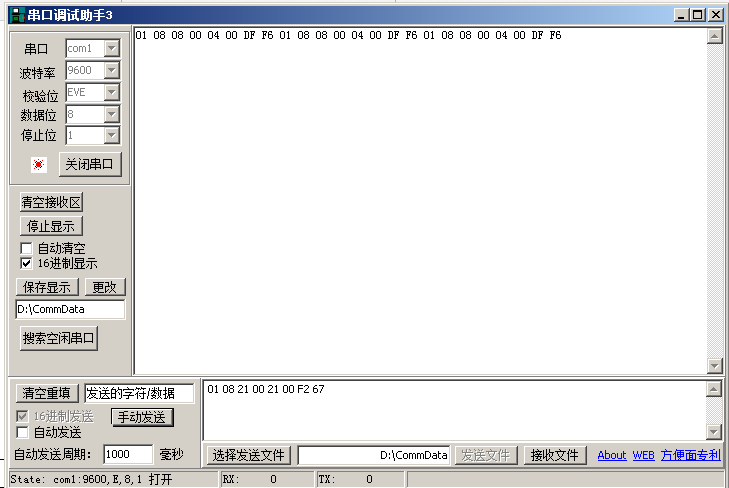 串口调试助手3
串口 com1
波特率 9600
校验位 EVE
数据位 8
停止位 1
关闭串口
清空接收区
停止显示
自动清空
16进制显示
保存显示 更改
D:\CommData
搜索空闲串口
01 08 08 00 04 00 DF F6 01 08 08 00 04 00 DF F6 01 08 08 00 04 00 DF F6
清空重填 发送的字符/数据
16进制发送 手动发送
自动发送
自动发送周期: 1000 毫秒
01 08 21 00 21 00 F2 67
选择发送文件 D:\CommData 发送文件 接收文件 About WEB 方便面专利
State: com1:9600,E,8,1 打开 RX: 0 TX: 0